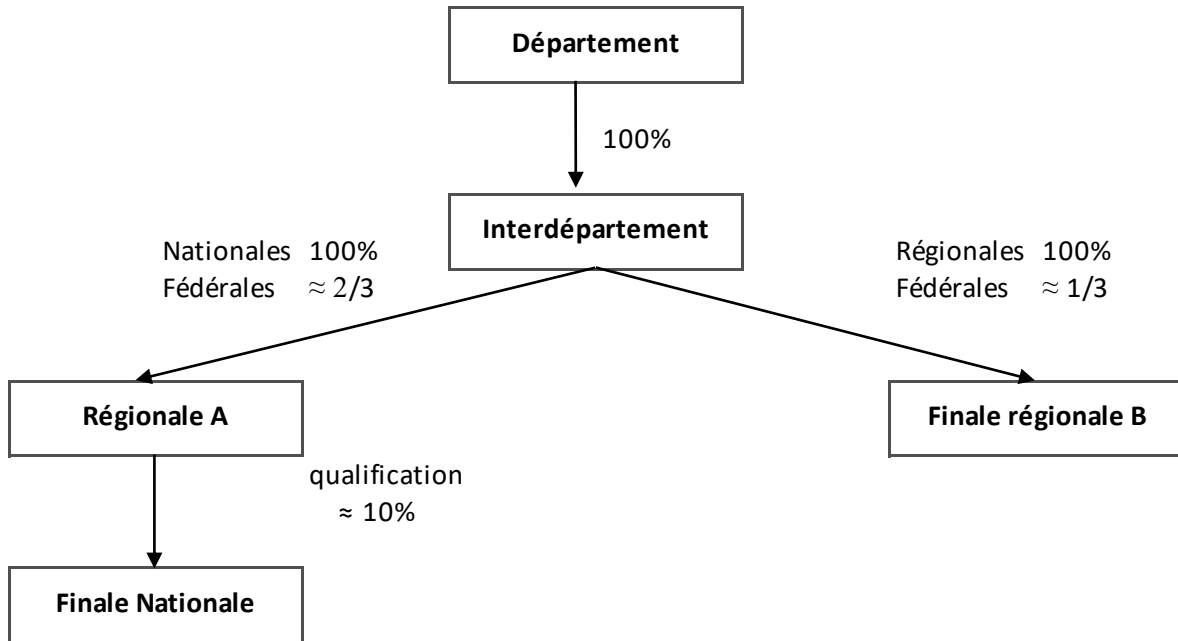 Département
100%
Interdépartement
Nationales 100%
Fédérales ≈ 2/3
Régionales 100%
Fédérales ≈ 1/3
Régionale A
Finale régionale B
qualification
≈ 10%
Finale Nationale